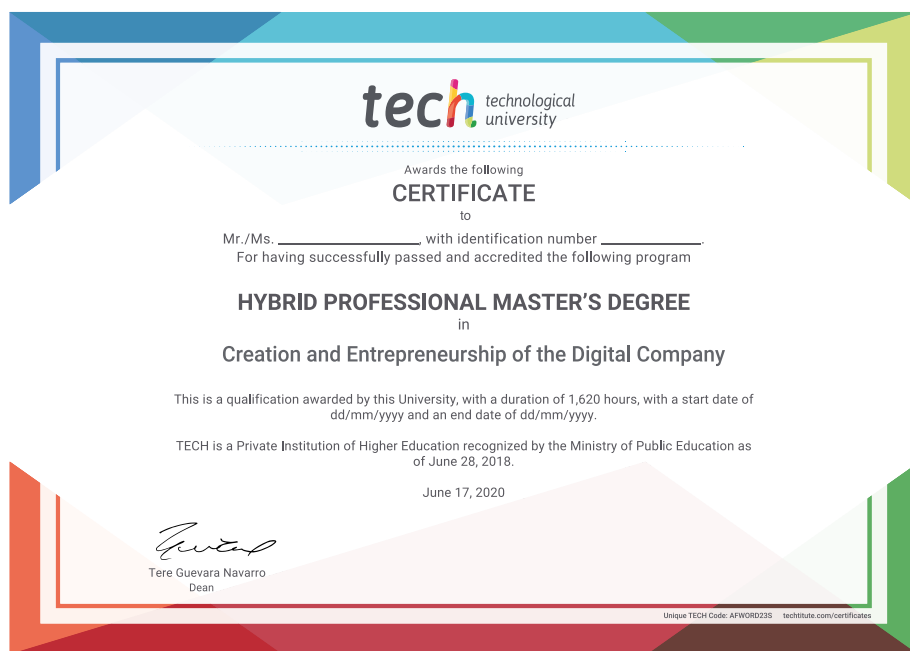 tech technological
university
Awards the following
CERTIFICATE
to
Mr./Ms. ____________________, with identification number ______________.
For having successfully passed and accredited the following program
HYBRID PROFESSIONAL MASTER'S DEGREE
in
Creation and Entrepreneurship of the Digital Company
This is a qualification awarded by this University, with a duration of 1,620 hours, with a start date of
dd/mm/yyyy and an end date of dd/mm/yyyy.
TECH is a Private Institution of Higher Education recognized by the Ministry of Public Education as
of June 28, 2018.
June 17, 2020
Tere Guevara Navarro
Dean
Unique TECH Code: AFWORD23S techtitute.com/certificates